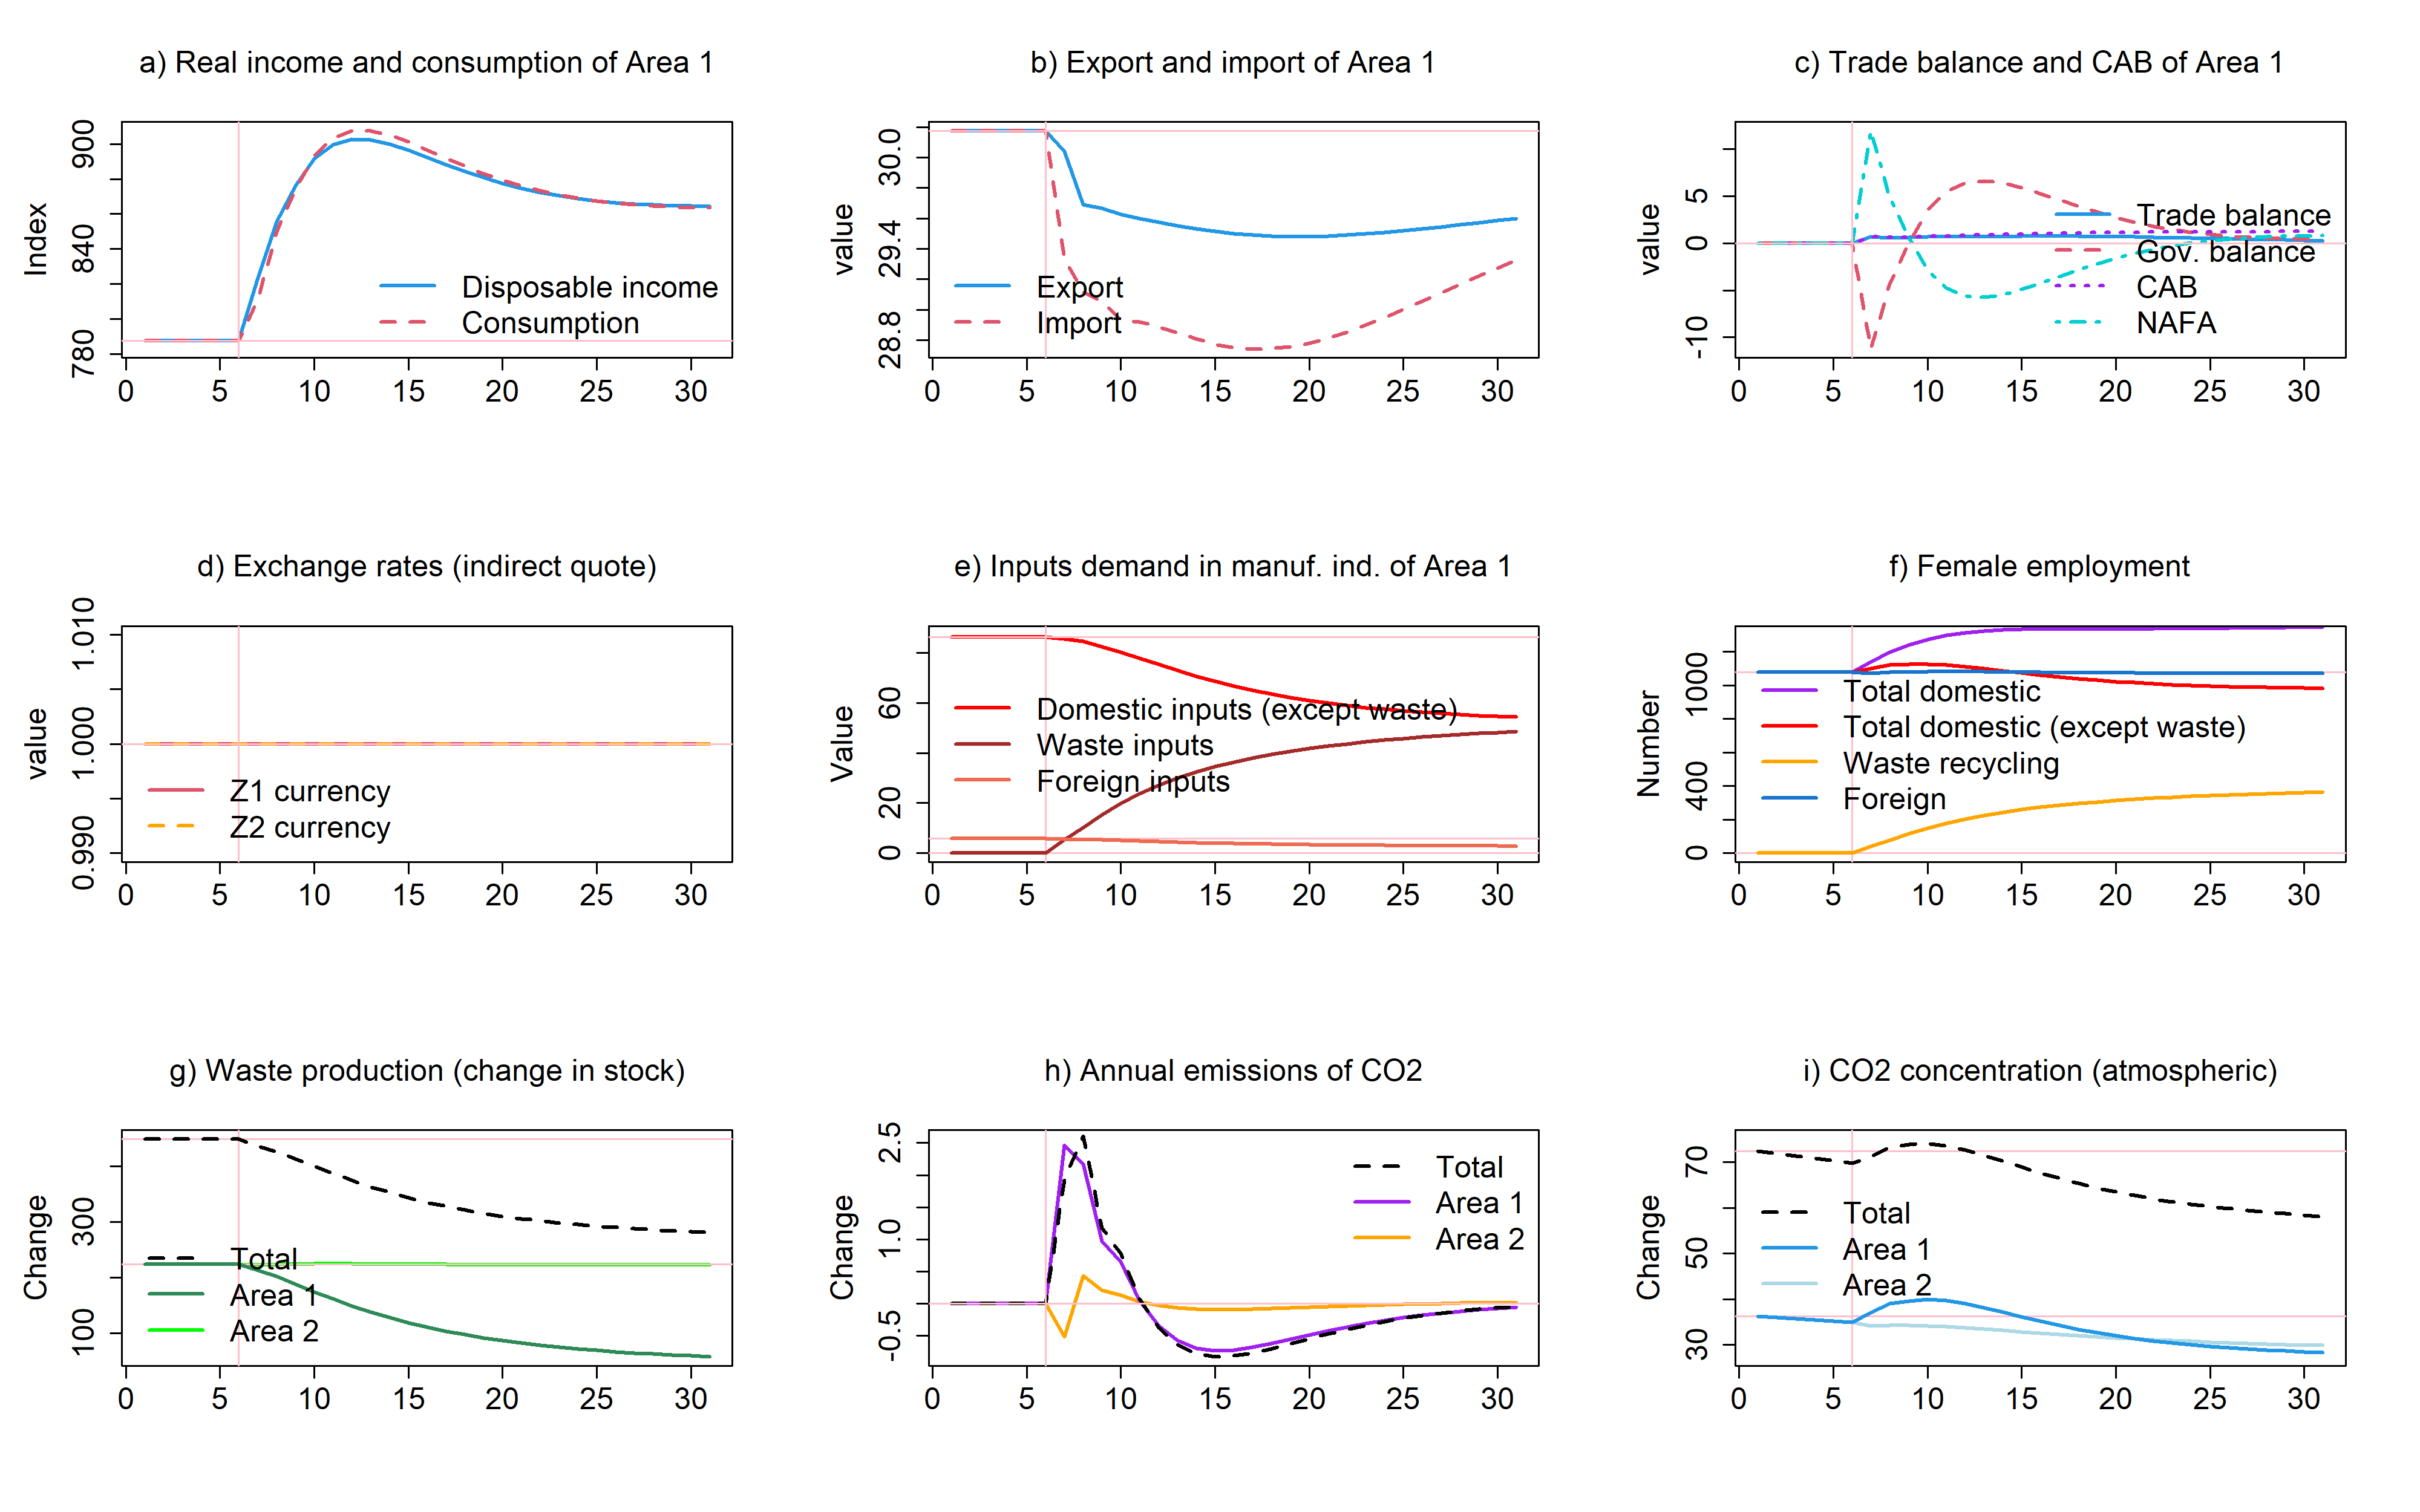 a) Real income and consumption of Area 1
Index
780 840 900
Disposable income
Consumption
0 5 10 15 20 25 30
b) Export and import of Area 1
value
28.8 29.4 30.0
Export
Import
0 5 10 15 20 25 30
c) Trade balance and CAB of Area 1
value
-10 0 5
Trade balance
Gov. balance
CAB
NAFA
0 5 10 15 20 25 30
d) Exchange rates (indirect quote)
value
0.990 1.000 1.010
Z1 currency
Z2 currency
0 5 10 15 20 25 30
e) Inputs demand in manuf. ind. of Area 1
Value
0 20 60
Domestic inputs (except waste)
Waste inputs
Foreign inputs
0 5 10 15 20 25 30
f) Female employment
Number
0 400 1000
Total domestic
Total domestic (except waste)
Waste recycling
Foreign
0 5 10 15 20 25 30
g) Waste production (change in stock)
Change
100 300
Total
Area 1
Area 2
0 5 10 15 20 25 30
h) Annual emissions of CO2
Change
-0.5 1.0 2.5
Total
Area 1
Area 2
0 5 10 15 20 25 30
i) CO2 concentration (atmospheric)
Change
30 50 70
Total
Area 1
Area 2
0 5 10 15 20 25 30